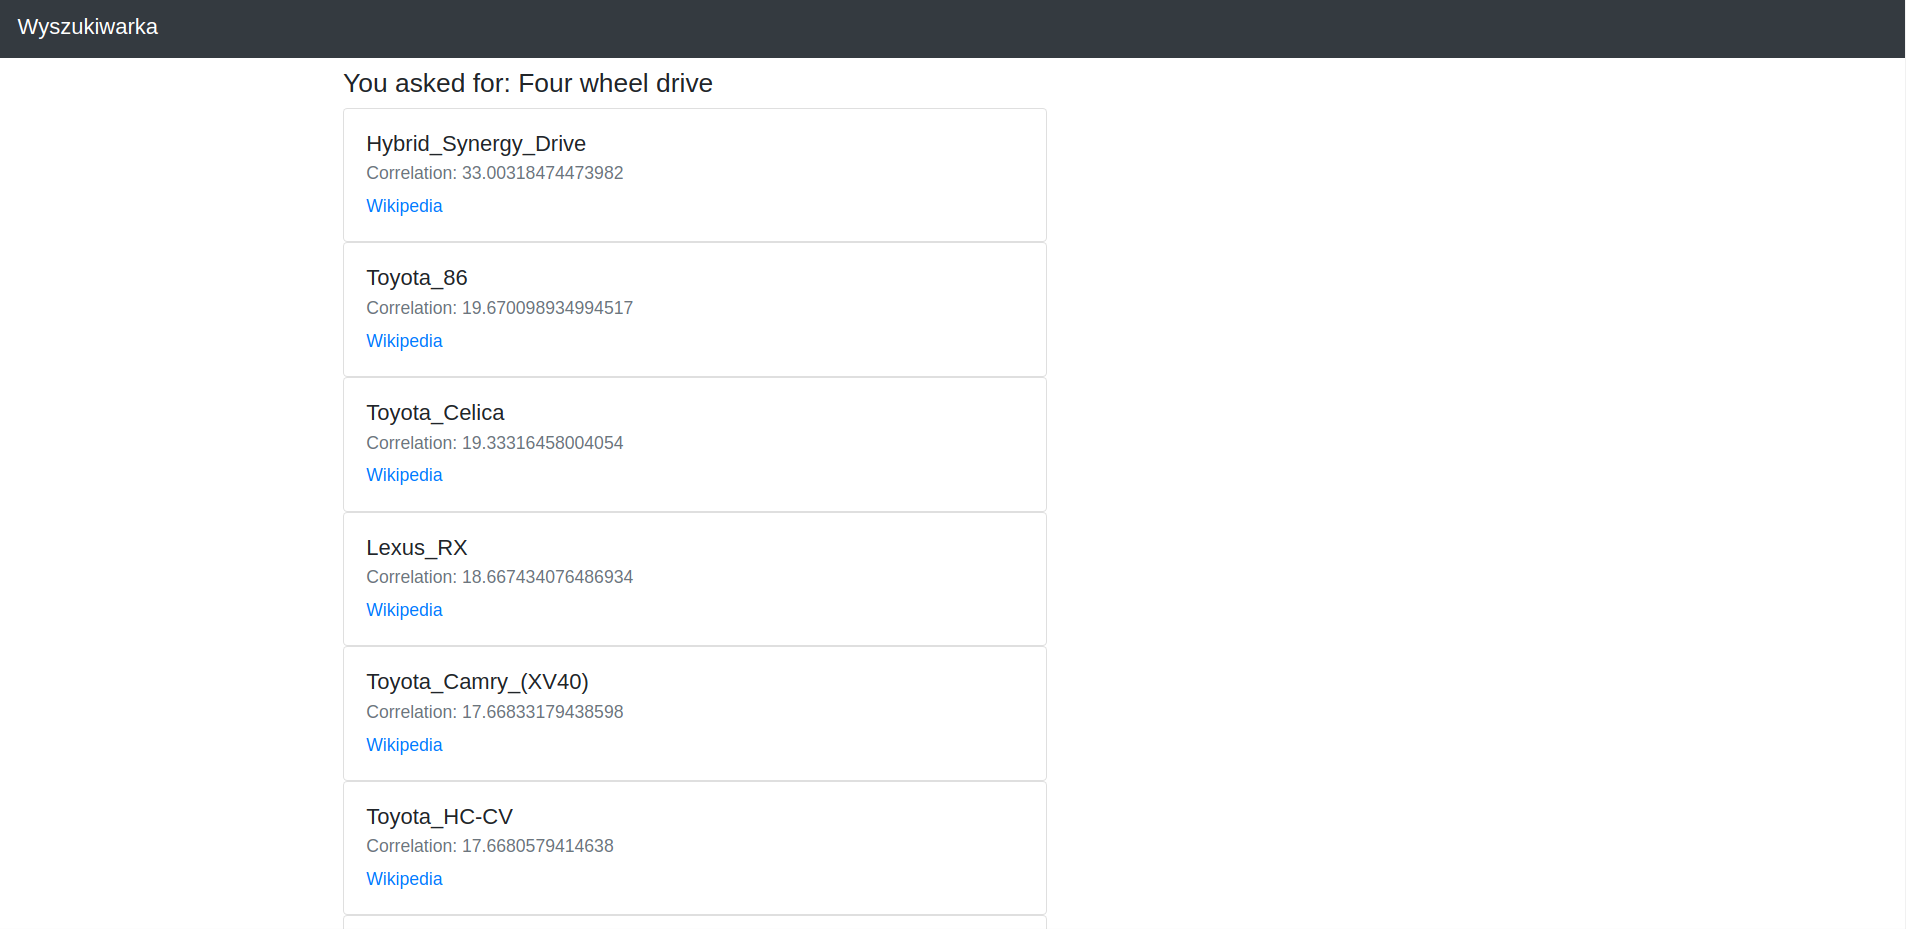 Wyszukiwarka
You asked for: Four wheel drive
Hybrid_Synergy_Drive
Correlation: 33.00318474473982
Wikipedia
Toyota_86
Correlation: 19.670098934994517
Wikipedia
Toyota_Celica
Correlation: 19.33316458004054
Wikipedia
Lexus_RX
Correlation: 18.667434076486934
Wikipedia
Toyota_Camry_(XV40)
Correlation: 17.66833179438598
Wikipedia
Toyota_HC-CV
Correlation: 17.6680579414638
Wikipedia